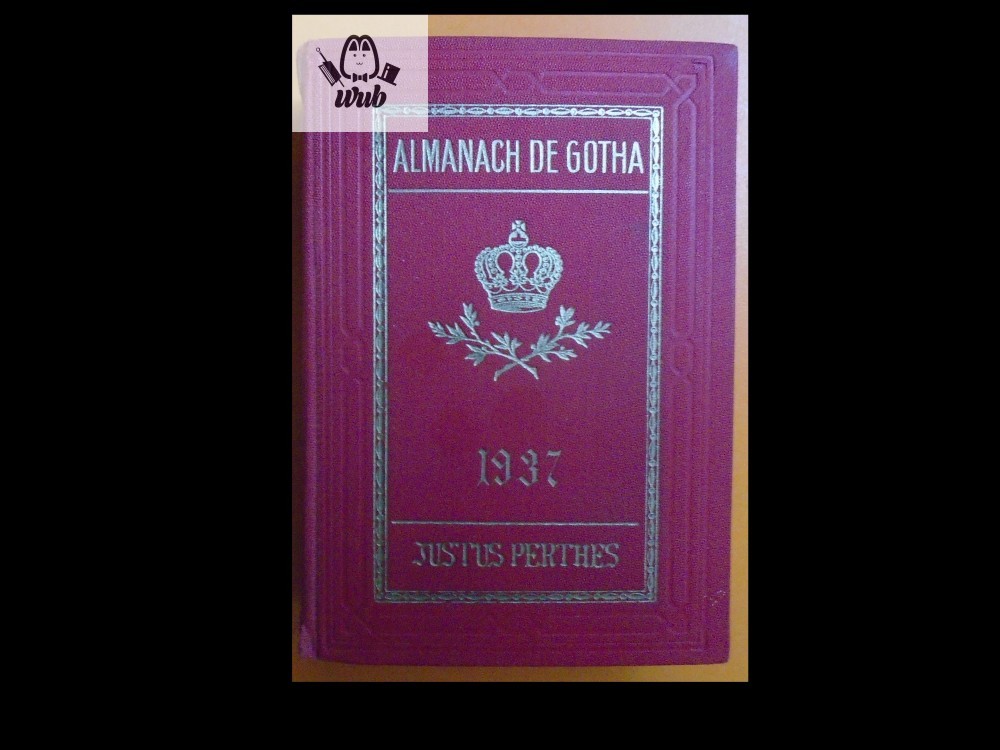 wub
ALMANACH DE GOTHA
1937
JUSTUS PERTHES